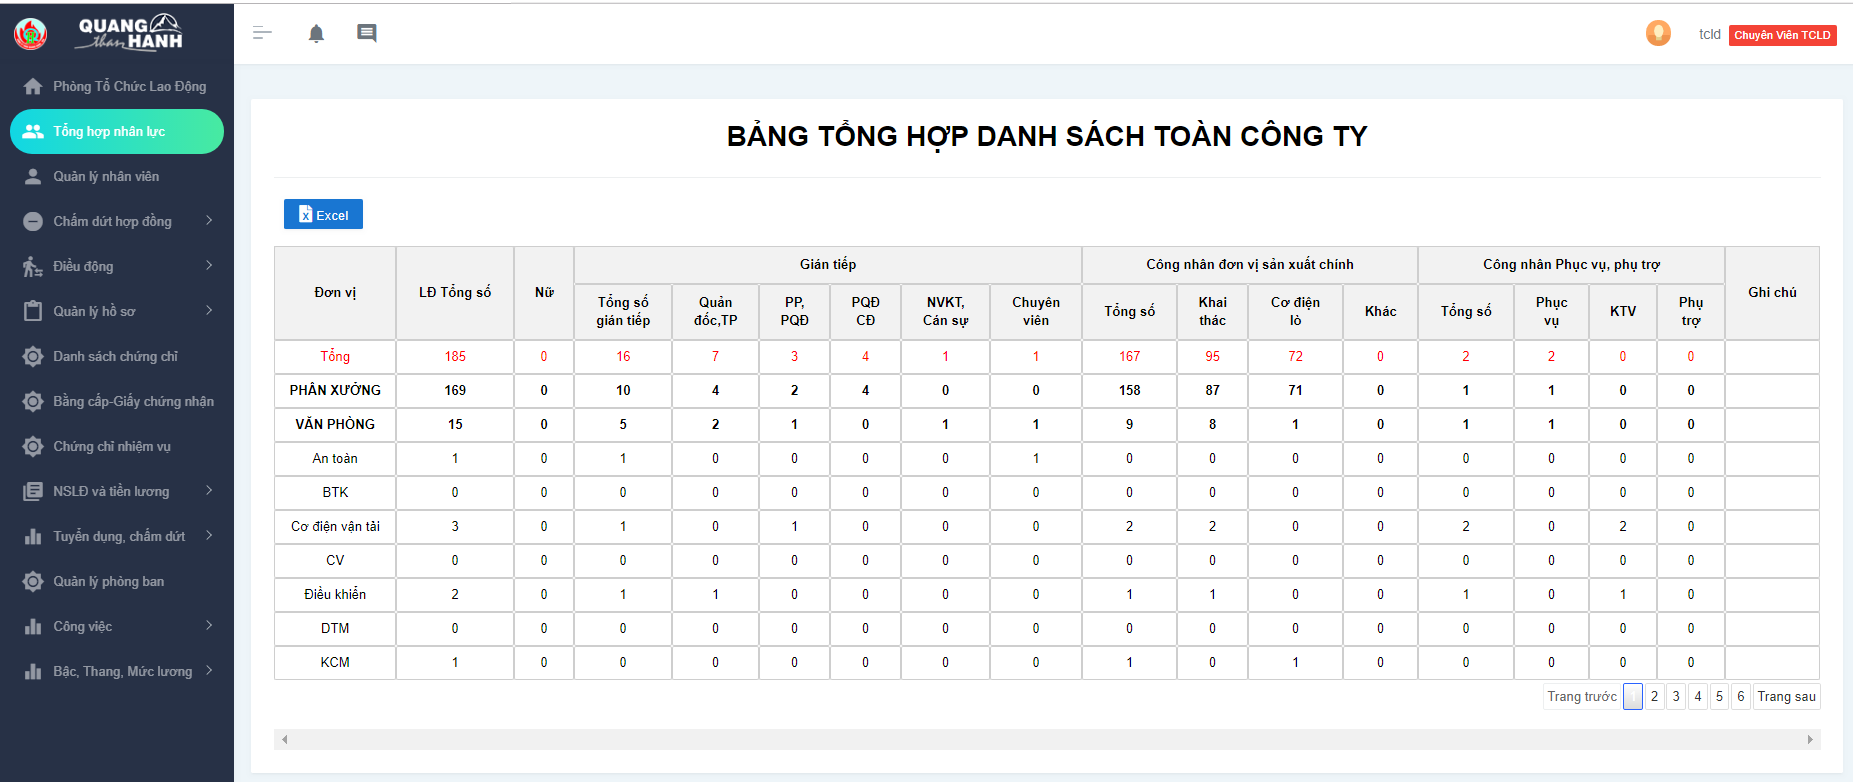 QUANG HANH
than
Phòng Tổ Chức Lao Động
Tổng hợp nhân lực
Quản lý nhân viên
Chấm dứt hợp đồng
Điều động
Quản lý hồ sơ
Danh sách chứng chỉ
Bằng cấp-Giấy chứng nhận
Chứng chỉ nhiệm vụ
NSLĐ và tiền lương
Tuyển dụng, chấm dứt
Quản lý phòng ban
Công việc
Bậc, Thang, Mức lương
tcld Chuyên Viên TCLD
BẢNG TỔNG HỢP DANH SÁCH TOÀN CÔNG TY
Excel
Đơn vị LĐ Tổng số Nữ Gián tiếp Công nhân đơn vị sản xuất chính Công nhân Phục vụ, phụ trợ Ghi chú
Tổng số gián tiếp Quản đốc,TP PP, PQĐ PQĐ CĐ NVKT, Cán sự Chuyên viên Tổng số Khai thác Cơ điện lò Khác Tổng số Phục vụ KTV Phụ trợ
Tổng 185 0 16 7 3 4 1 1 167 95 72 0 2 2 0 0
PHÂN XƯỞNG 169 0 10 4 2 4 0 0 158 87 71 0 1 1 0 0
VĂN PHÒNG 15 0 5 2 1 0 1 1 9 8 1 0 1 1 0 0
An toàn 1 0 1 0 0 0 0 1 0 0 0 0 0 0 0 0
BTK 0 0 0 0 0 0 0 0 0 0 0 0 0 0 0 0
Cơ điện vận tải 3 0 1 0 1 0 0 0 2 2 0 0 2 0 2 0
CV 0 0 0 0 0 0 0 0 0 0 0 0 0 0 0 0
Điều khiển 2 0 1 1 0 0 0 0 1 1 0 0 1 0 1 0
DTM 0 0 0 0 0 0 0 0 0 0 0 0 0 0 0 0
KCM 1 0 0 0 0 0 0 0 1 0 1 0 0 0 0 0
Trang trước 1 2 3 4 5 6 Trang sau